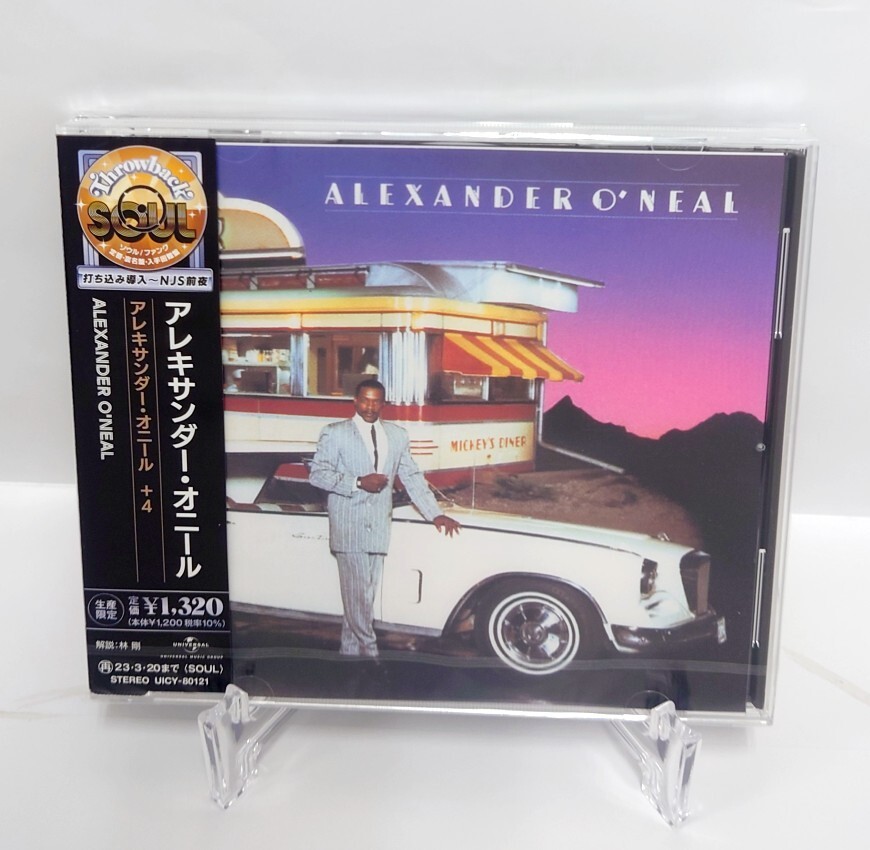 Throwback
SOUL
ソウル/ファンク
打ち込み導入〜NJS前夜
アレキサンダー・オニール
アレキサンダー・オニール +4
ALEXANDER O'NEAL
生産
限定
定価 ¥1,320
(本体¥1,200 税率10%)
解説:林 剛
UNIVERSAL
UNIVERSAL MUSIC GROUP
再 23・3・20まで (SOUL)
STEREO UICY-80121
ALEXANDER O'NEAL
R
MICKEY'S DINER